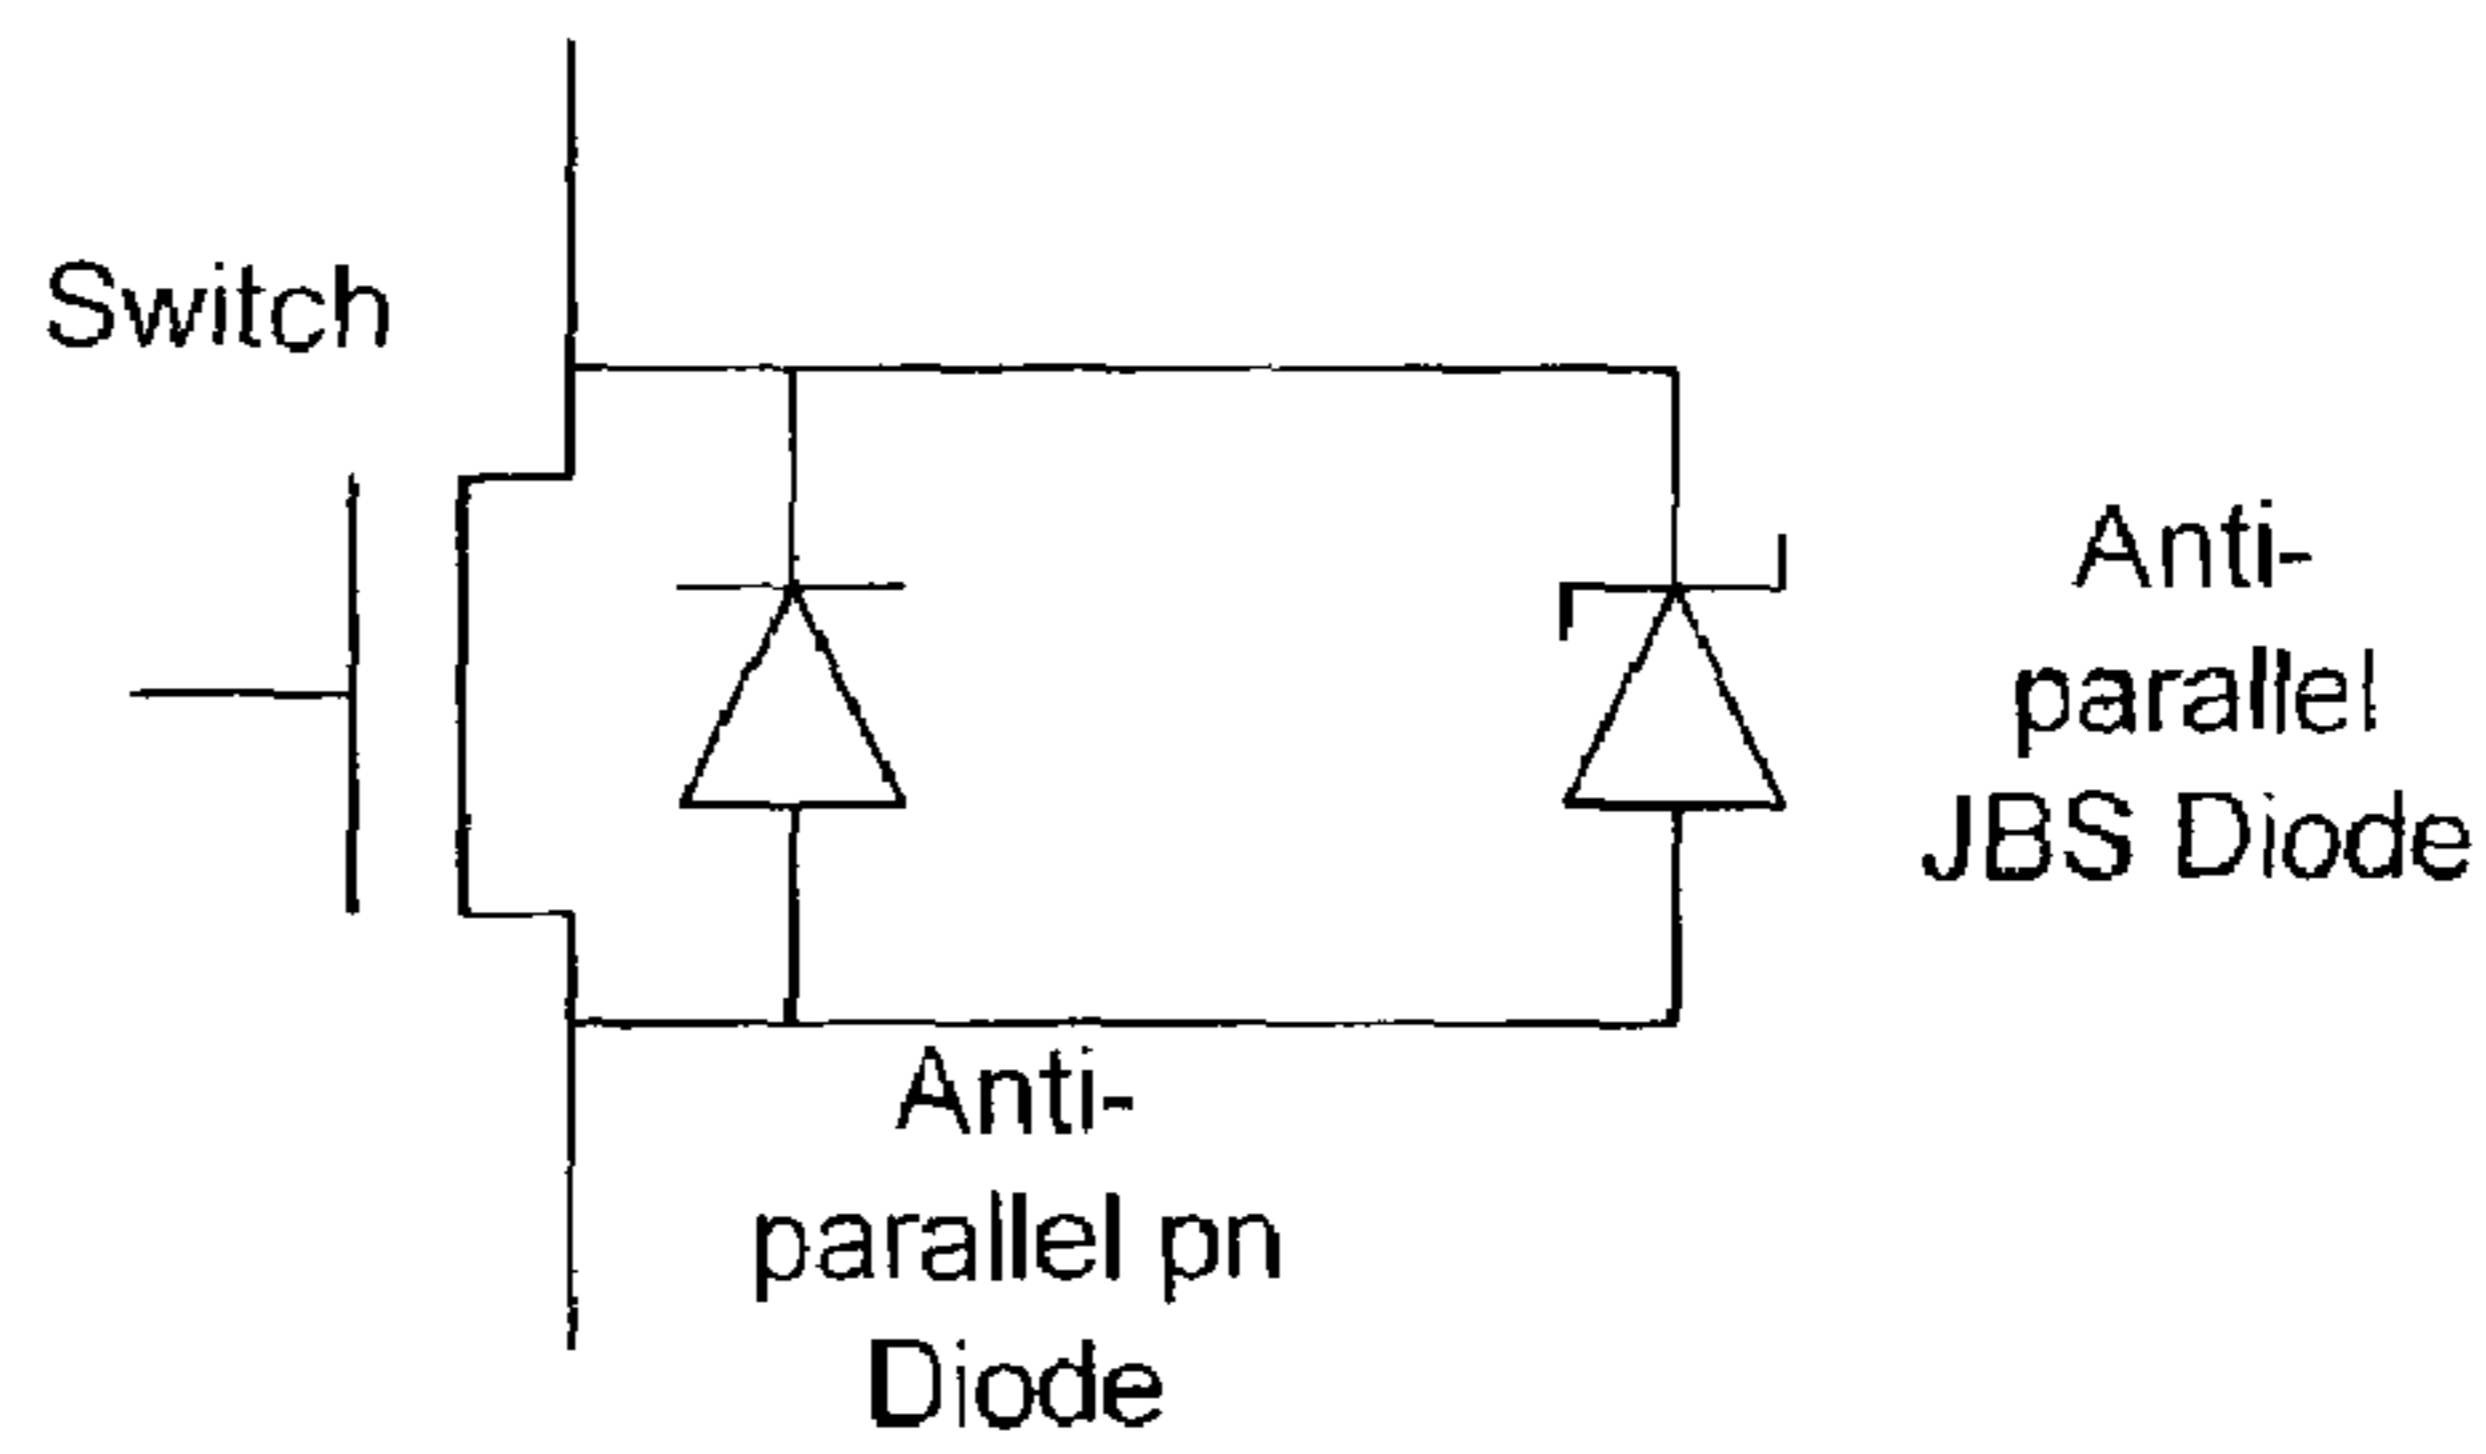 Switch
Anti-
parallel
JBS Diode
Anti-
parallel pn
Diode